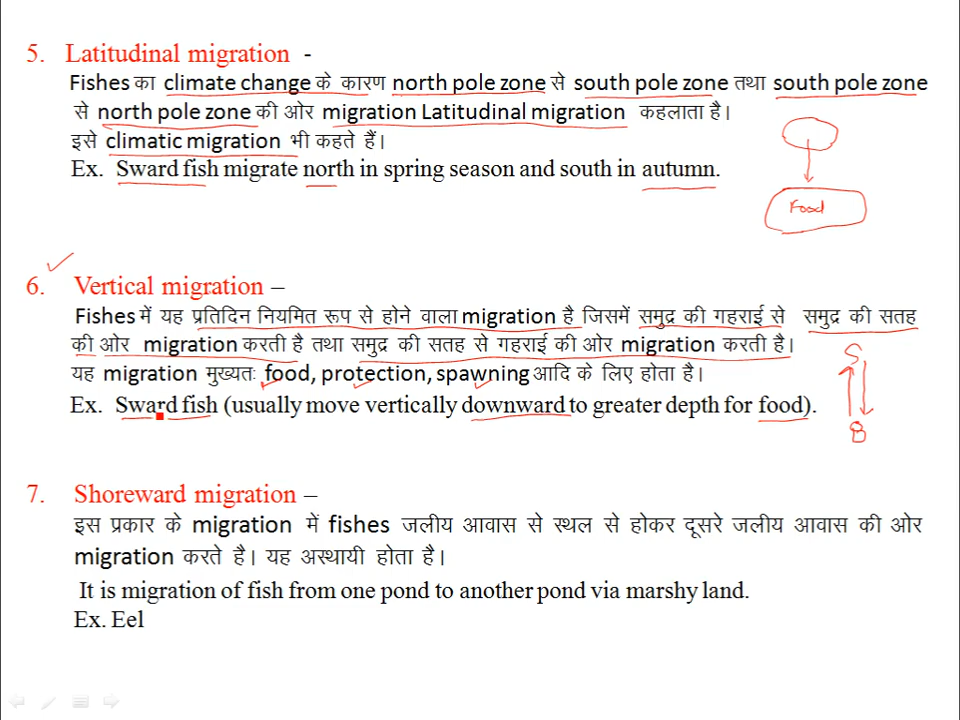 5. Latitudinal migration -
Fishes का climate change के कारण north pole zone से south pole zone तथा south pole zone
से north pole zone की ओर migration Latitudinal migration कहलाता है।
इसे climatic migration भी कहते हैं।
Ex. Sward fish migrate north in spring season and south in autumn.
Food
6. Vertical migration –
Fishes में यह प्रतिदिन नियमित रूप से होने वाला migration है जिसमें समुद्र की गहराई से समुद्र की सतह
की ओर migration करती है तथा समुद्र की सतह से गहराई की ओर migration करती है।
यह migration मुख्यतः food, protection, spawning आदि के लिए होता है।
Ex. Sward fish (usually move vertically downward to greater depth for food).
S
B
7. Shoreward migration –
इस प्रकार के migration में fishes जलीय आवास से स्थल से होकर दूसरे जलीय आवास की ओर
migration करते है। यह अस्थायी होता है।
It is migration of fish from one pond to another pond via marshy land.
Ex. Eel